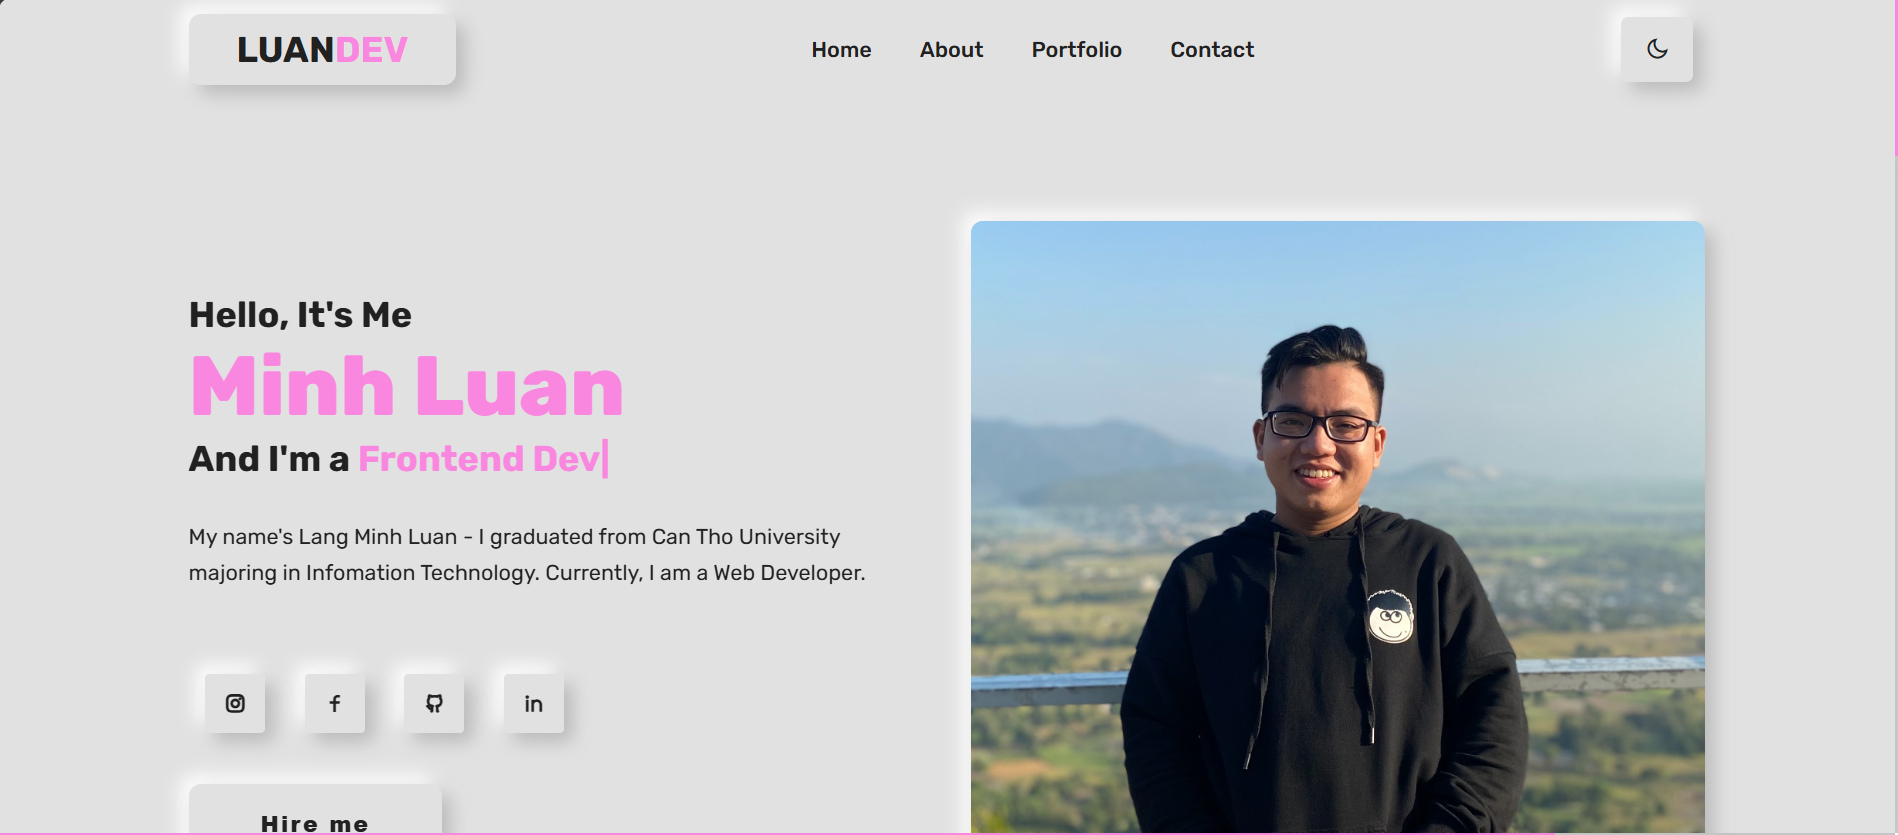 LUANDEV
Home About Portfolio Contact
Hello, It's Me
Minh Luan
And I'm a Frontend Dev|
My name's Lang Minh Luan - I graduated from Can Tho University
majoring in Infomation Technology. Currently, I am a Web Developer.
Hire me